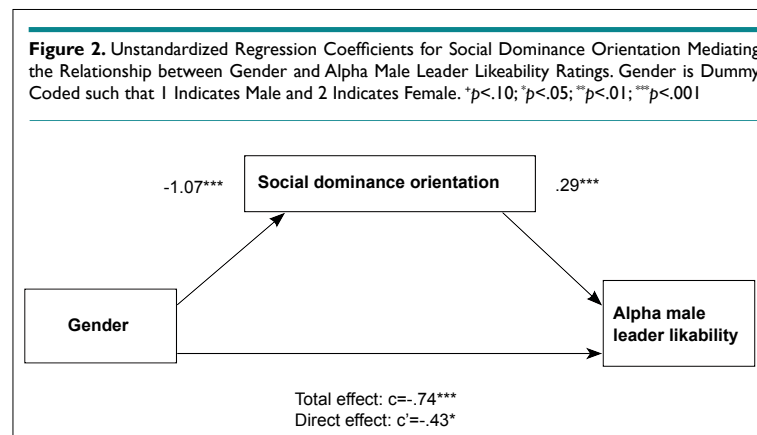 Figure 2. Unstandardized Regression Coefficients for Social Dominance Orientation Mediating
the Relationship between Gender and Alpha Male Leader Likeability Ratings. Gender is Dummy
Coded such that 1 Indicates Male and 2 Indicates Female. ⁺p<.10; *p<.05; **p<.01; ***p<.001
-1.07***
Social dominance orientation
.29***
Gender
Alpha male
leader likability
Total effect: c=-.74***
Direct effect: c'=-.43*